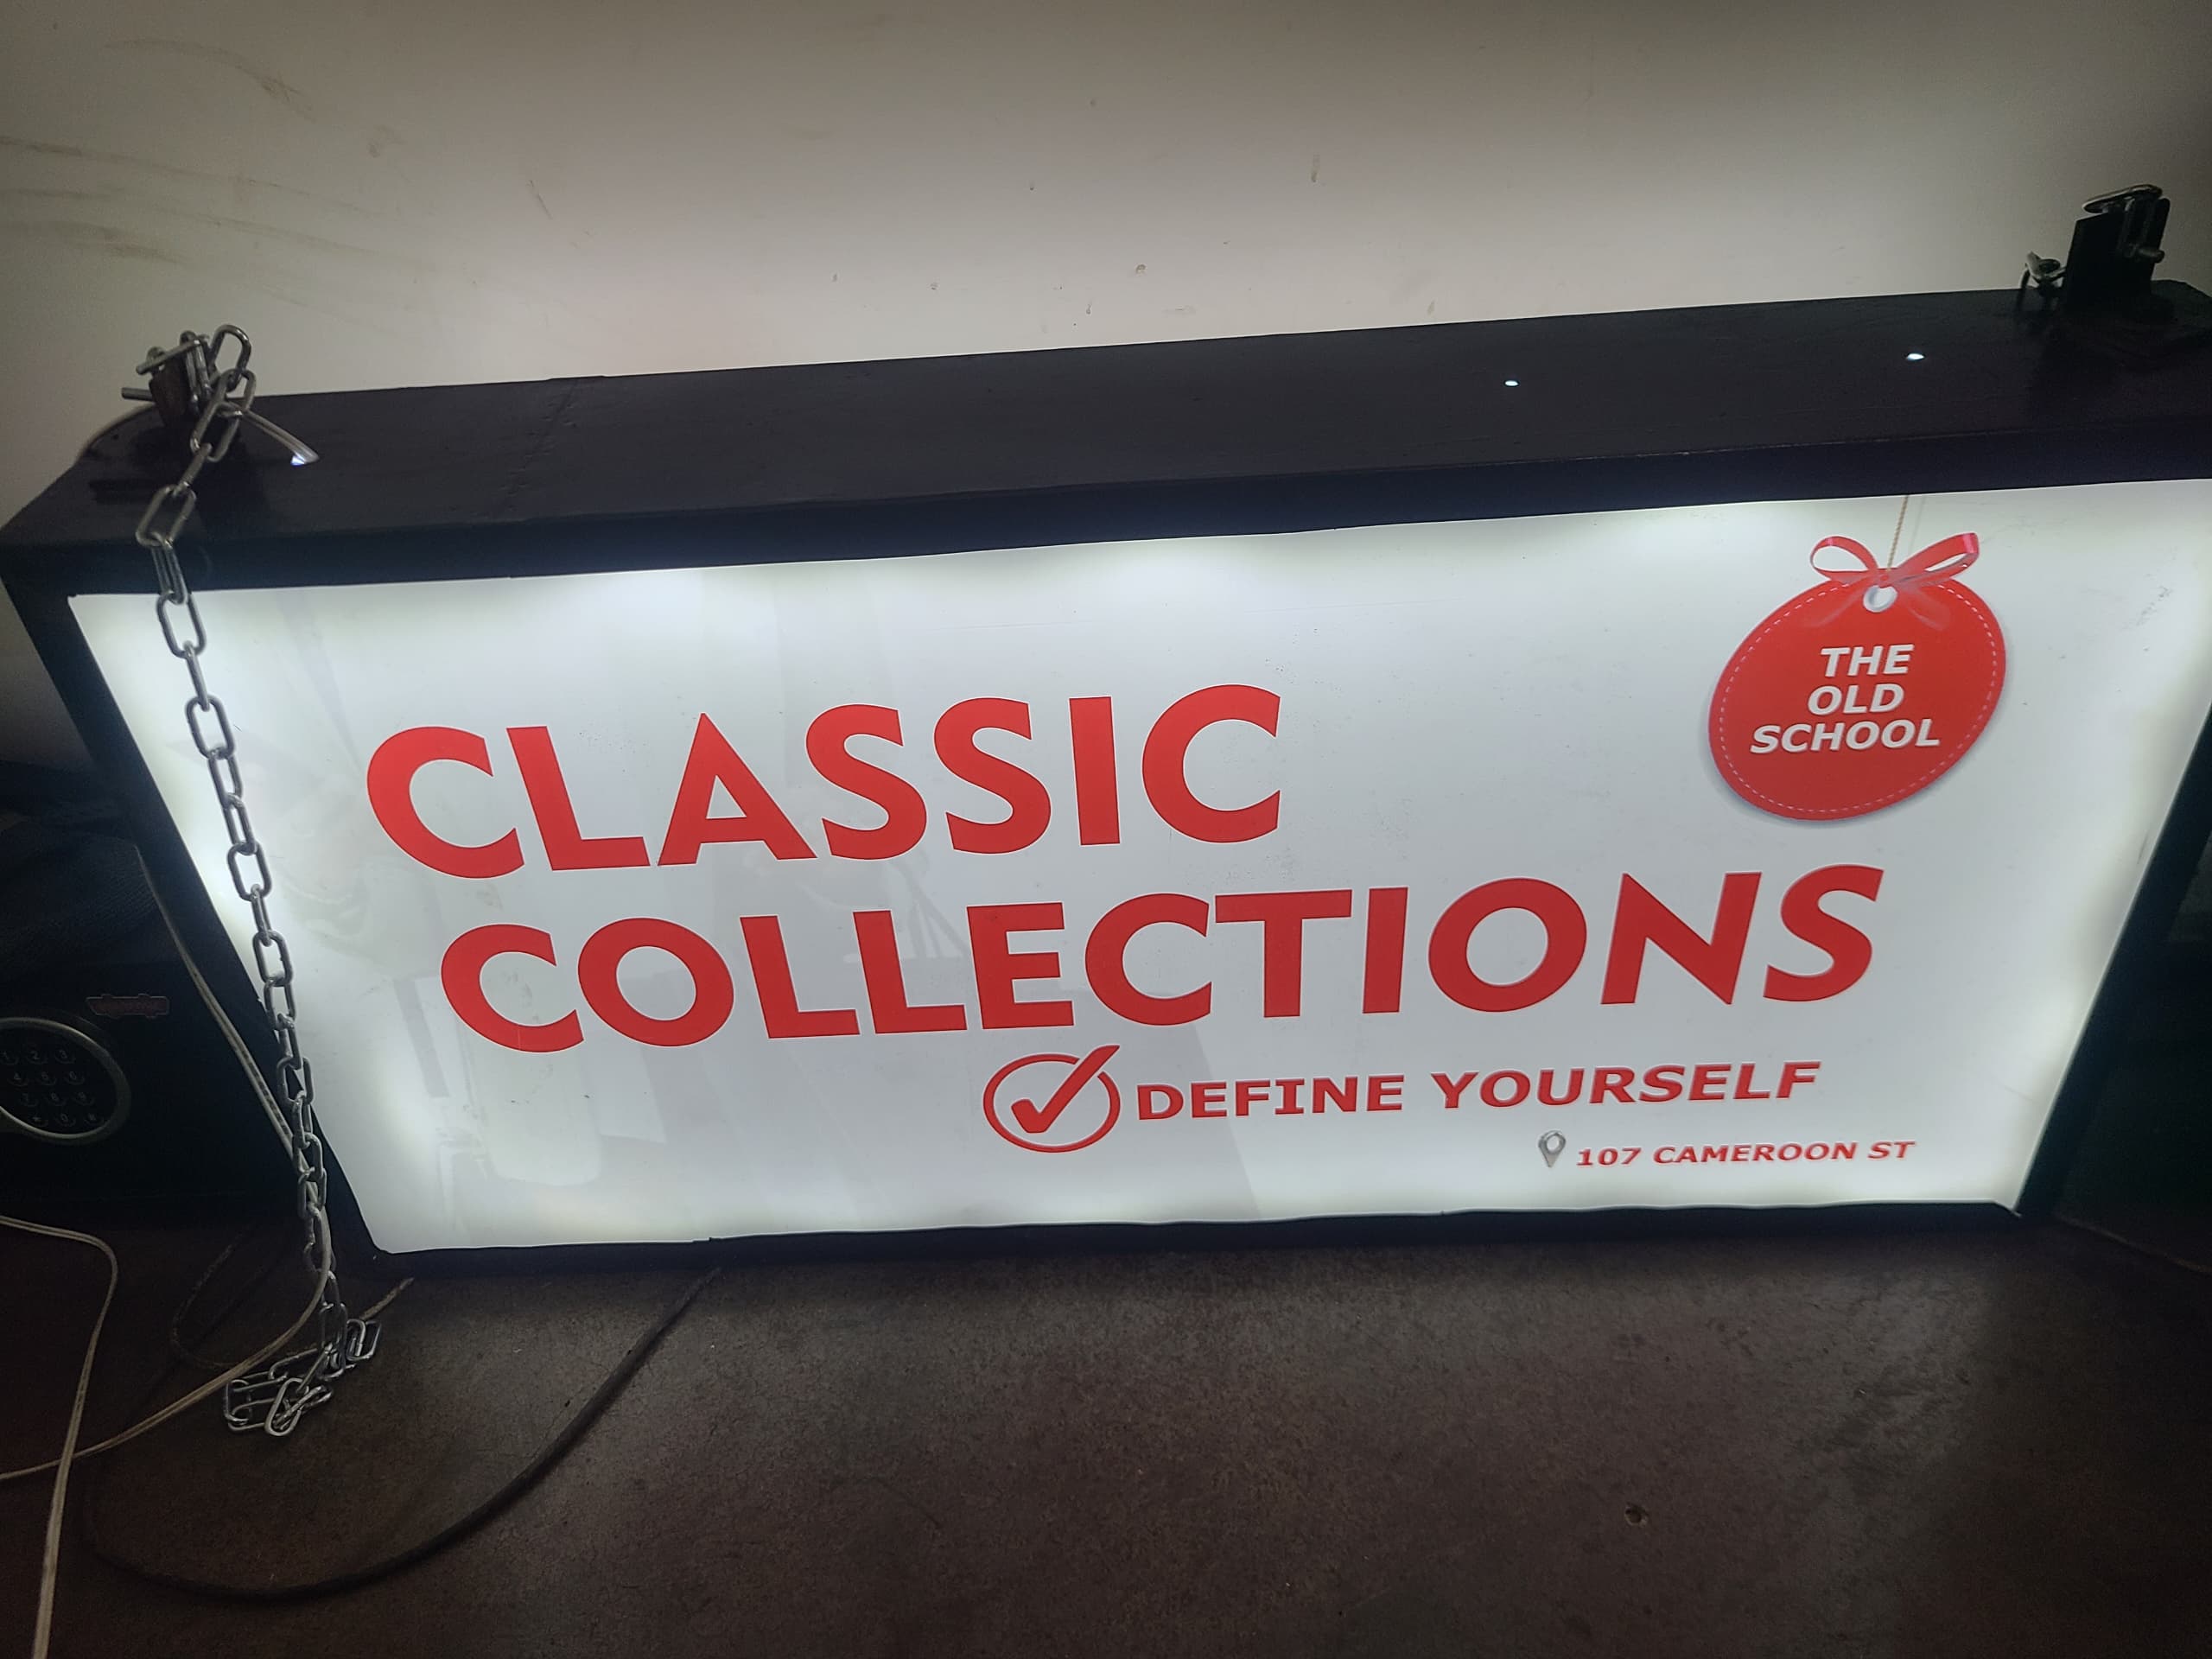 THE
OLD
SCHOOL
CLASSIC
COLLECTIONS
DEFINE YOURSELF
107 CAMEROON ST